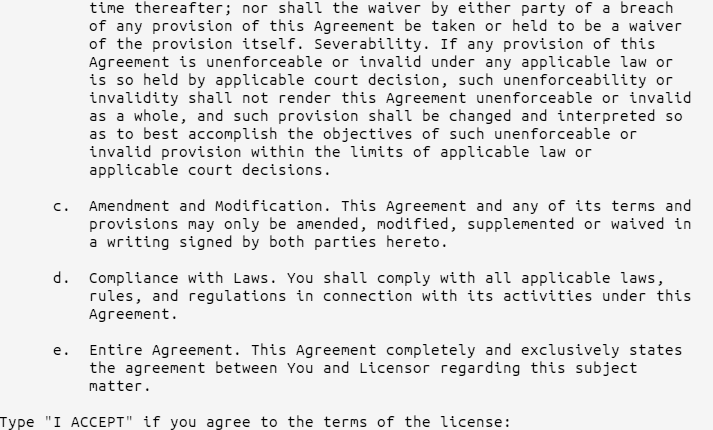 time thereafter; nor shall the waiver by either party of a breach
of any provision of this Agreement be taken or held to be a waiver
of the provision itself. Severability. If any provision of this
Agreement is unenforceable or invalid under any applicable law or
is so held by applicable court decision, such unenforceability or
invalidity shall not render this Agreement unenforceable or invalid
as a whole, and such provision shall be changed and interpreted so
as to best accomplish the objectives of such unenforceable or
invalid provision within the limits of applicable law or
applicable court decisions.
c. Amendment and Modification. This Agreement and any of its terms and
provisions may only be amended, modified, supplemented or waived in
a writing signed by both parties hereto.
d. Compliance with Laws. You shall comply with all applicable laws,
rules, and regulations in connection with its activities under this
Agreement.
e. Entire Agreement. This Agreement completely and exclusively states
the agreement between You and Licensor regarding this subject
matter.
Type "I ACCEPT" if you agree to the terms of the license: